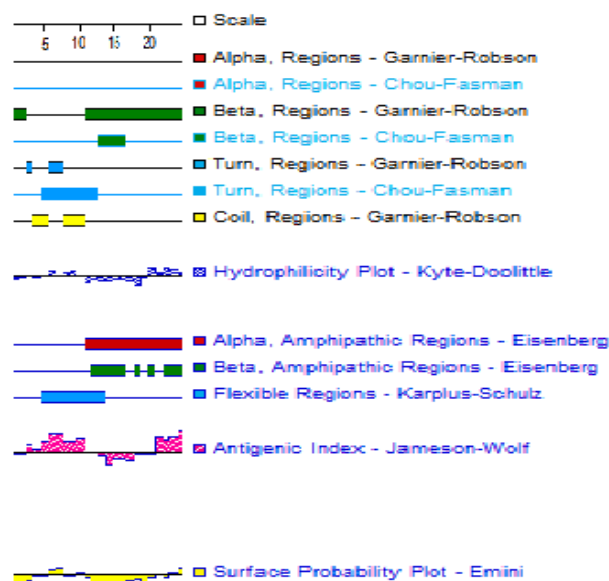 Scale
5 10 15 20
Alpha, Regions - Garnier-Robson
Alpha, Regions - Chou-Fasman
Beta, Regions - Garnier-Robson
Beta, Regions - Chou-Fasman
Turn, Regions - Garnier-Robson
Turn, Regions - Chou-Fasman
Coil, Regions - Garnier-Robson
Hydrophilicity Plot - Kyte-Doolittle
Alpha, Amphipathic Regions - Eisenberg
Beta, Amphipathic Regions - Eisenberg
Flexible Regions - Karplus-Schulz
Antigenic Index - Jameson-Wolf
Surface Probability Plot - Emini